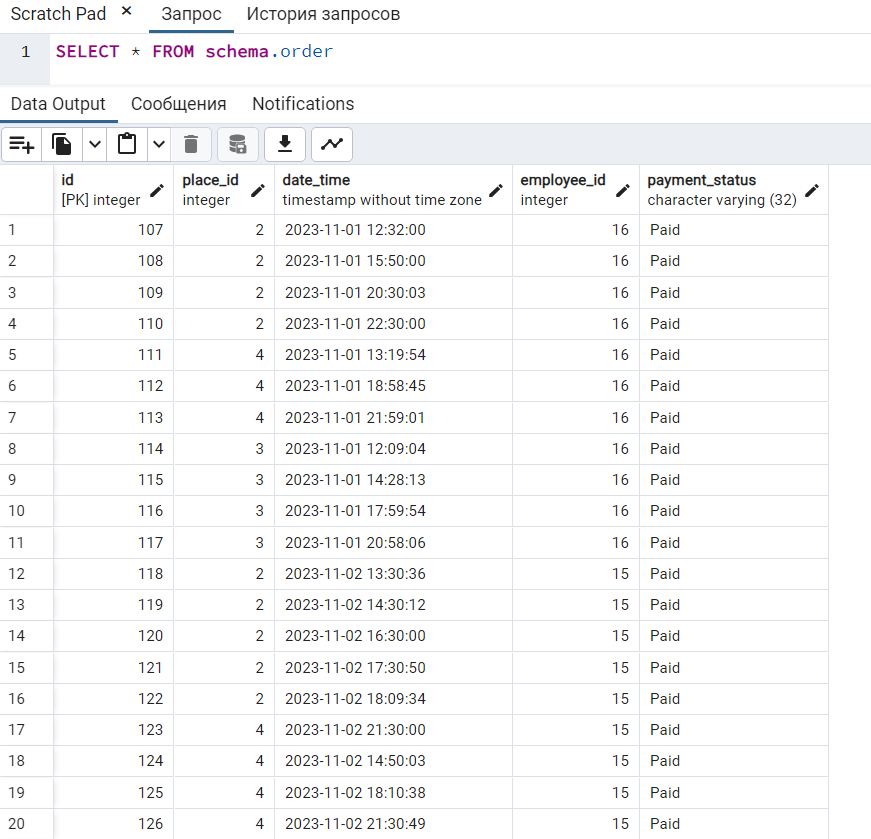 Scratch Pad × Запрос История запросов
1 SELECT * FROM schema.order
Data Output Сообщения Notifications
id place_id date_time employee_id payment_status
[PK] integer integer timestamp without time zone integer character varying (32)
1 107 2 2023-11-01 12:32:00 16 Paid
2 108 2 2023-11-01 15:50:00 16 Paid
3 109 2 2023-11-01 20:30:03 16 Paid
4 110 2 2023-11-01 22:30:00 16 Paid
5 111 4 2023-11-01 13:19:54 16 Paid
6 112 4 2023-11-01 18:58:45 16 Paid
7 113 4 2023-11-01 21:59:01 16 Paid
8 114 3 2023-11-01 12:09:04 16 Paid
9 115 3 2023-11-01 14:28:13 16 Paid
10 116 3 2023-11-01 17:59:54 16 Paid
11 117 3 2023-11-01 20:58:06 16 Paid
12 118 2 2023-11-02 13:30:36 15 Paid
13 119 2 2023-11-02 14:30:12 15 Paid
14 120 2 2023-11-02 16:30:00 15 Paid
15 121 2 2023-11-02 17:30:50 15 Paid
16 122 2 2023-11-02 18:09:34 15 Paid
17 123 4 2023-11-02 21:30:00 15 Paid
18 124 4 2023-11-02 14:50:03 15 Paid
19 125 4 2023-11-02 18:10:38 15 Paid
20 126 4 2023-11-02 21:30:49 15 Paid